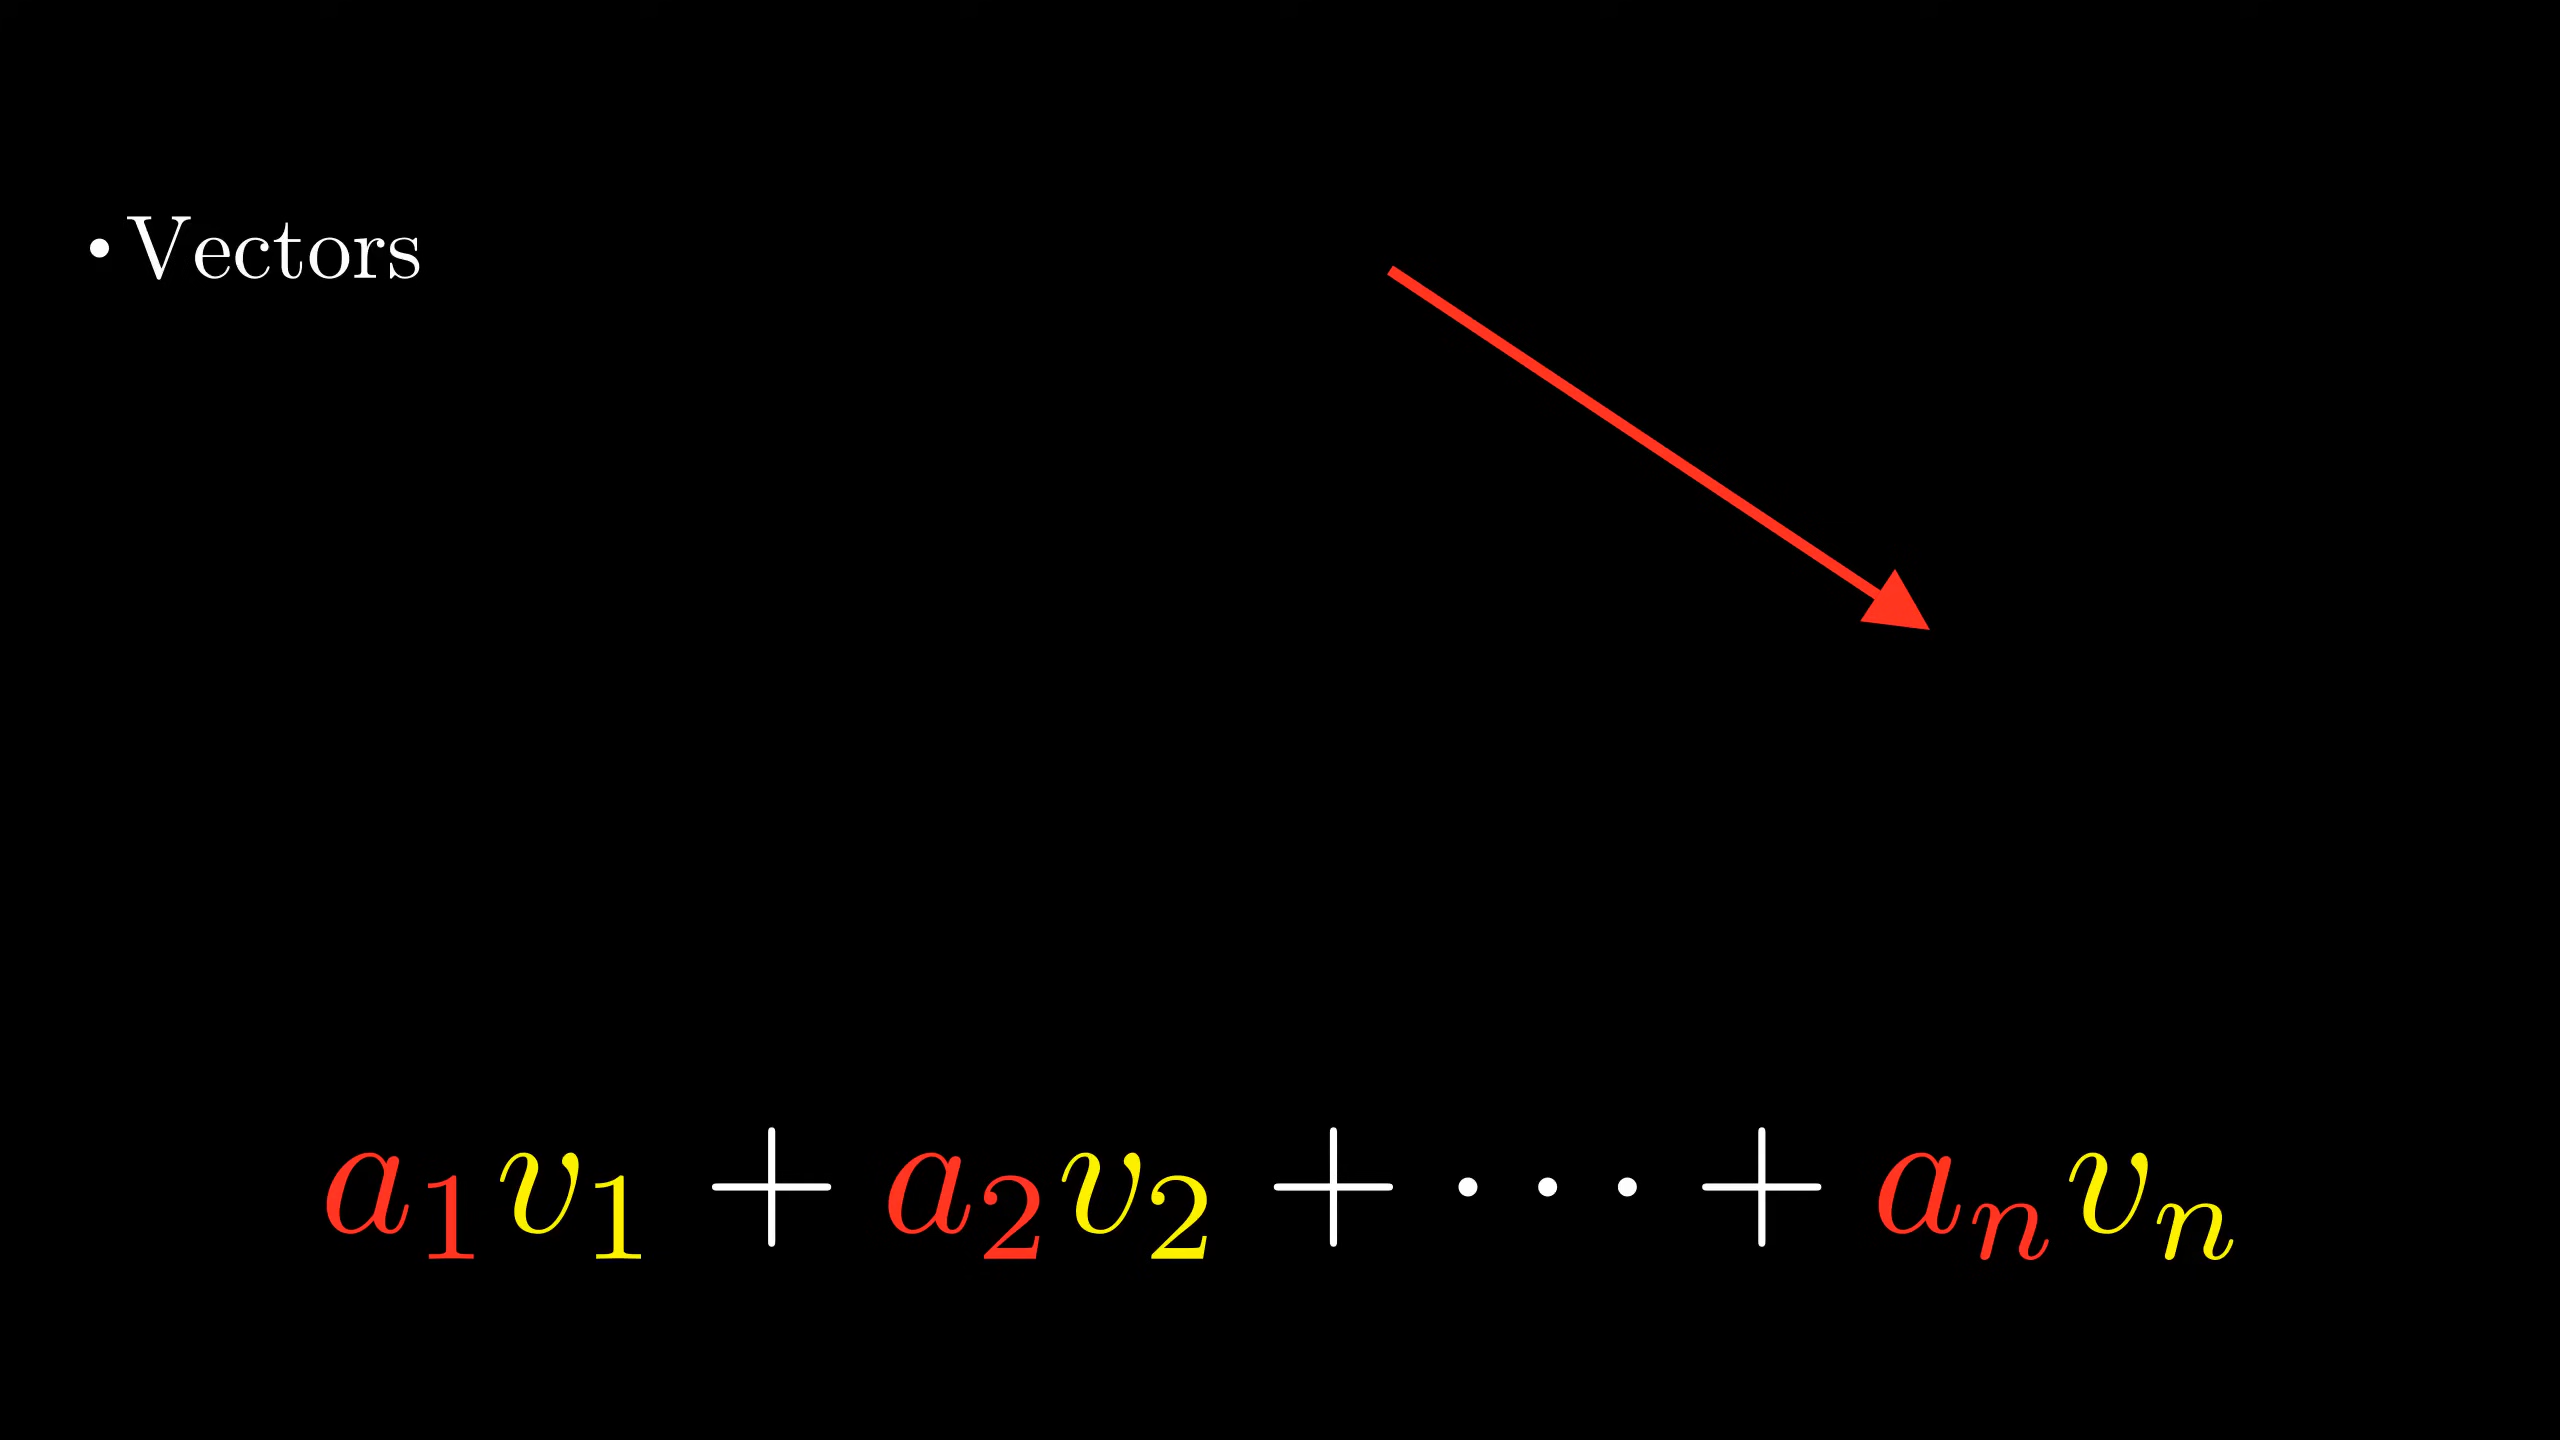 • Vectors
a₁v₁ + a₂v₂ + ··· + aₙvₙ